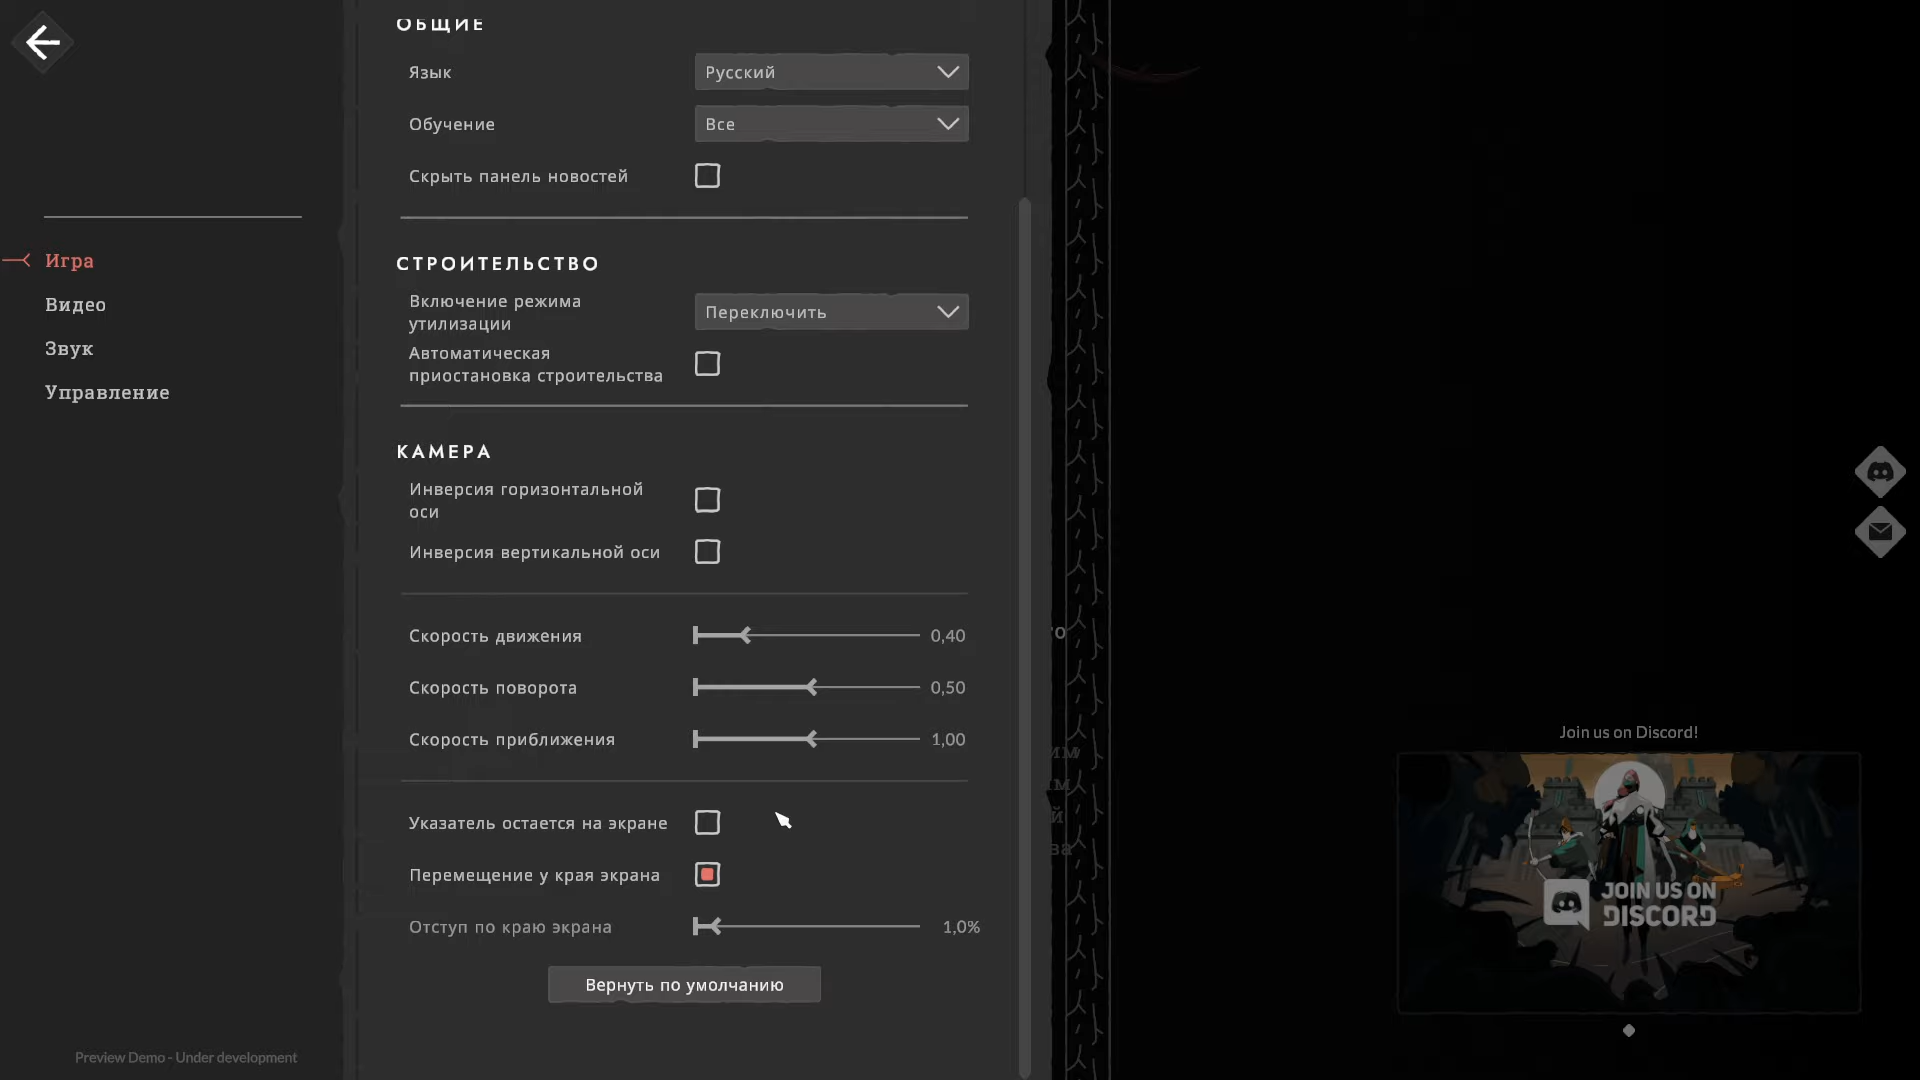 ОБЩИЕ
Язык
Русский
Обучение
Все
Скрыть панель новостей
Игра
Видео
Звук
Управление
СТРОИТЕЛЬСТВО
Включение режима
утилизации
Переключить
Автоматическая
приостановка строительства
КАМЕРА
Инверсия горизонтальной
оси
Инверсия вертикальной оси
Скорость движения
0,40
Скорость поворота
0,50
Скорость приближения
1,00
Указатель остается на экране
Перемещение у края экрана
Отступ по краю экрана
1,0%
Вернуть по умолчанию
Join us on Discord!
JOIN US ON
DISCORD
Preview Demo - Under development